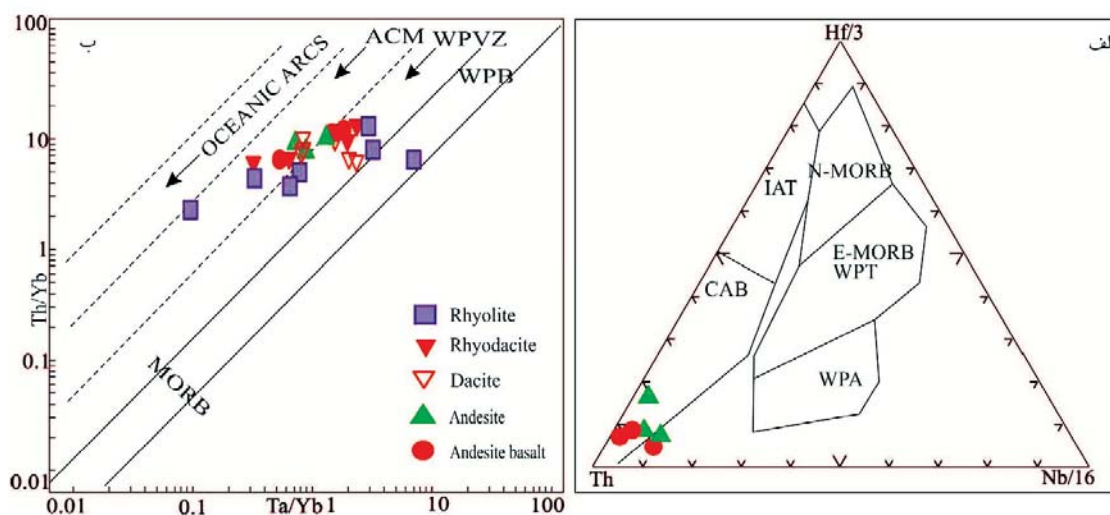 ب
100
10
1
0.1
0.01
Th/Yb
OCEANIC ARCS
ACM
WPVZ
WPB
MORB
Rhyolite
Rhyodacite
Dacite
Andesite
Andesite basalt
0.01
0.1
Ta/Yb
1
10
100
الف
Hf/3
IAT
N-MORB
E-MORB
WPT
CAB
WPA
Th
Nb/16